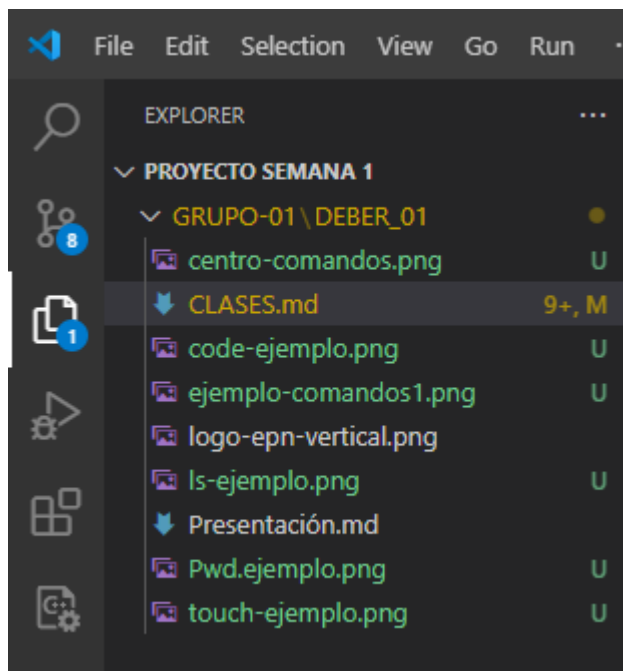 File Edit Selection View Go Run ·
EXPLORER ···
PROYECTO SEMANA 1
GRUPO-01\DEBER_01
8
centro-comandos.png U
CLASES.md 9+, M
1
code-ejemplo.png U
ejemplo-comandos1.png U
logo-epn-vertical.png
ls-ejemplo.png U
Presentación.md
Pwd.ejemplo.png U
touch-ejemplo.png U